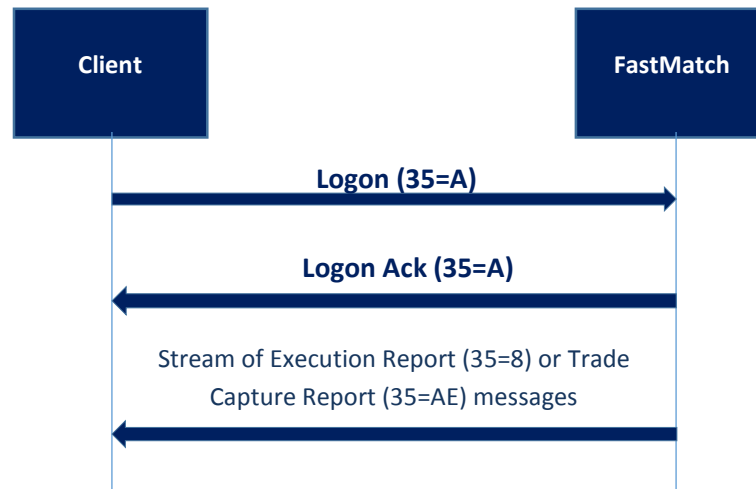 Client
FastMatch
Logon (35=A)
Logon Ack (35=A)
Stream of Execution Report (35=8) or Trade
Capture Report (35=AE) messages